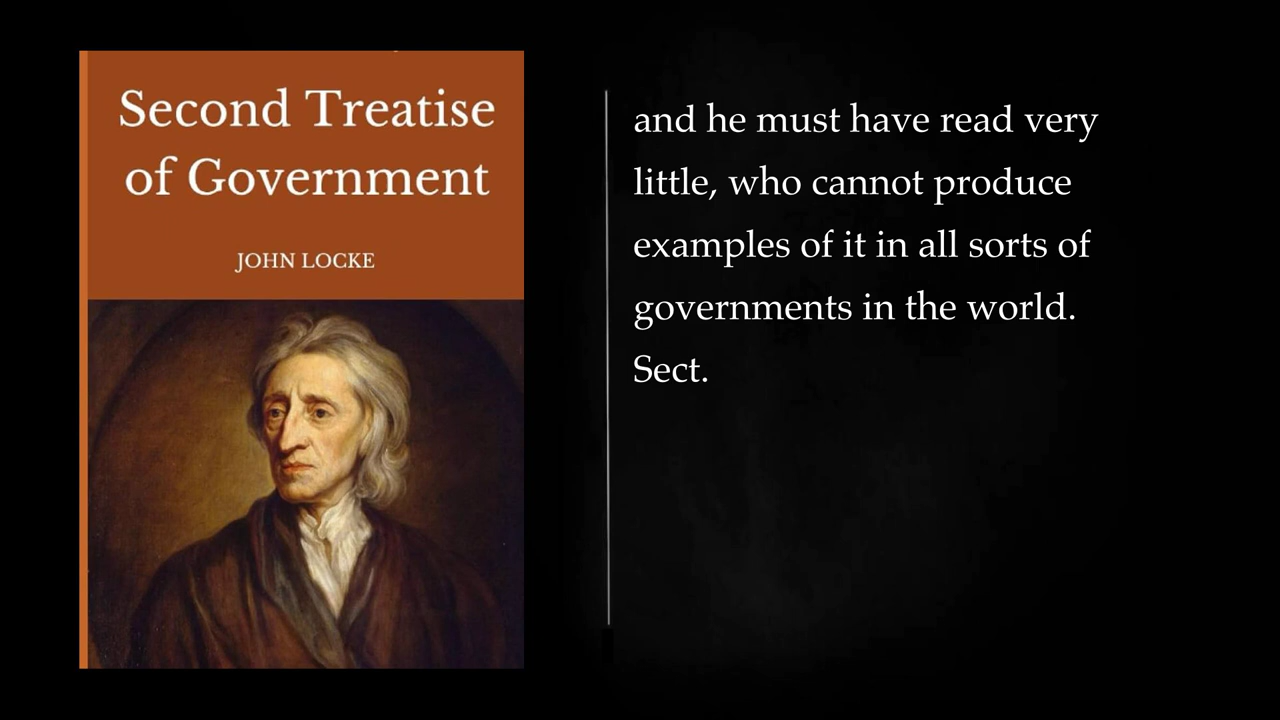 Second Treatise
of Government
JOHN LOCKE
and he must have read very
little, who cannot produce
examples of it in all sorts of
governments in the world.
Sect.